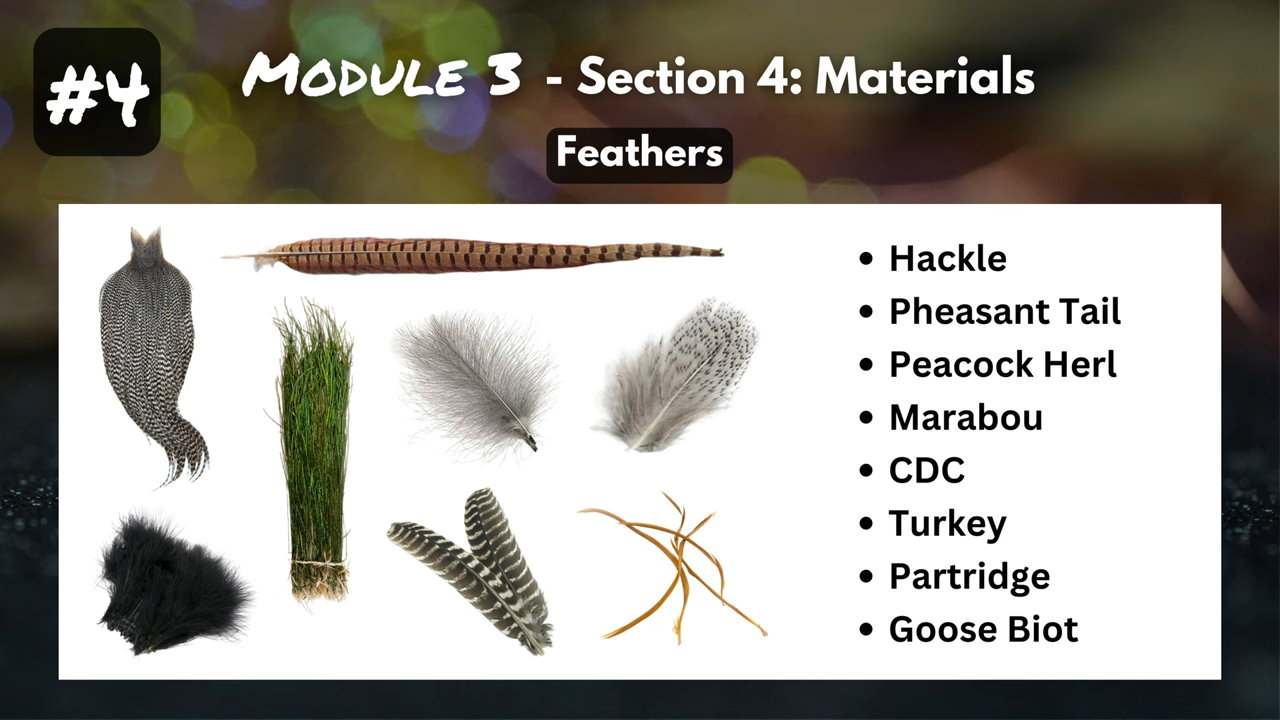 #4
Module 3 - Section 4: Materials
Feathers
• Hackle
• Pheasant Tail
• Peacock Herl
• Marabou
• CDC
• Turkey
• Partridge
• Goose Biot